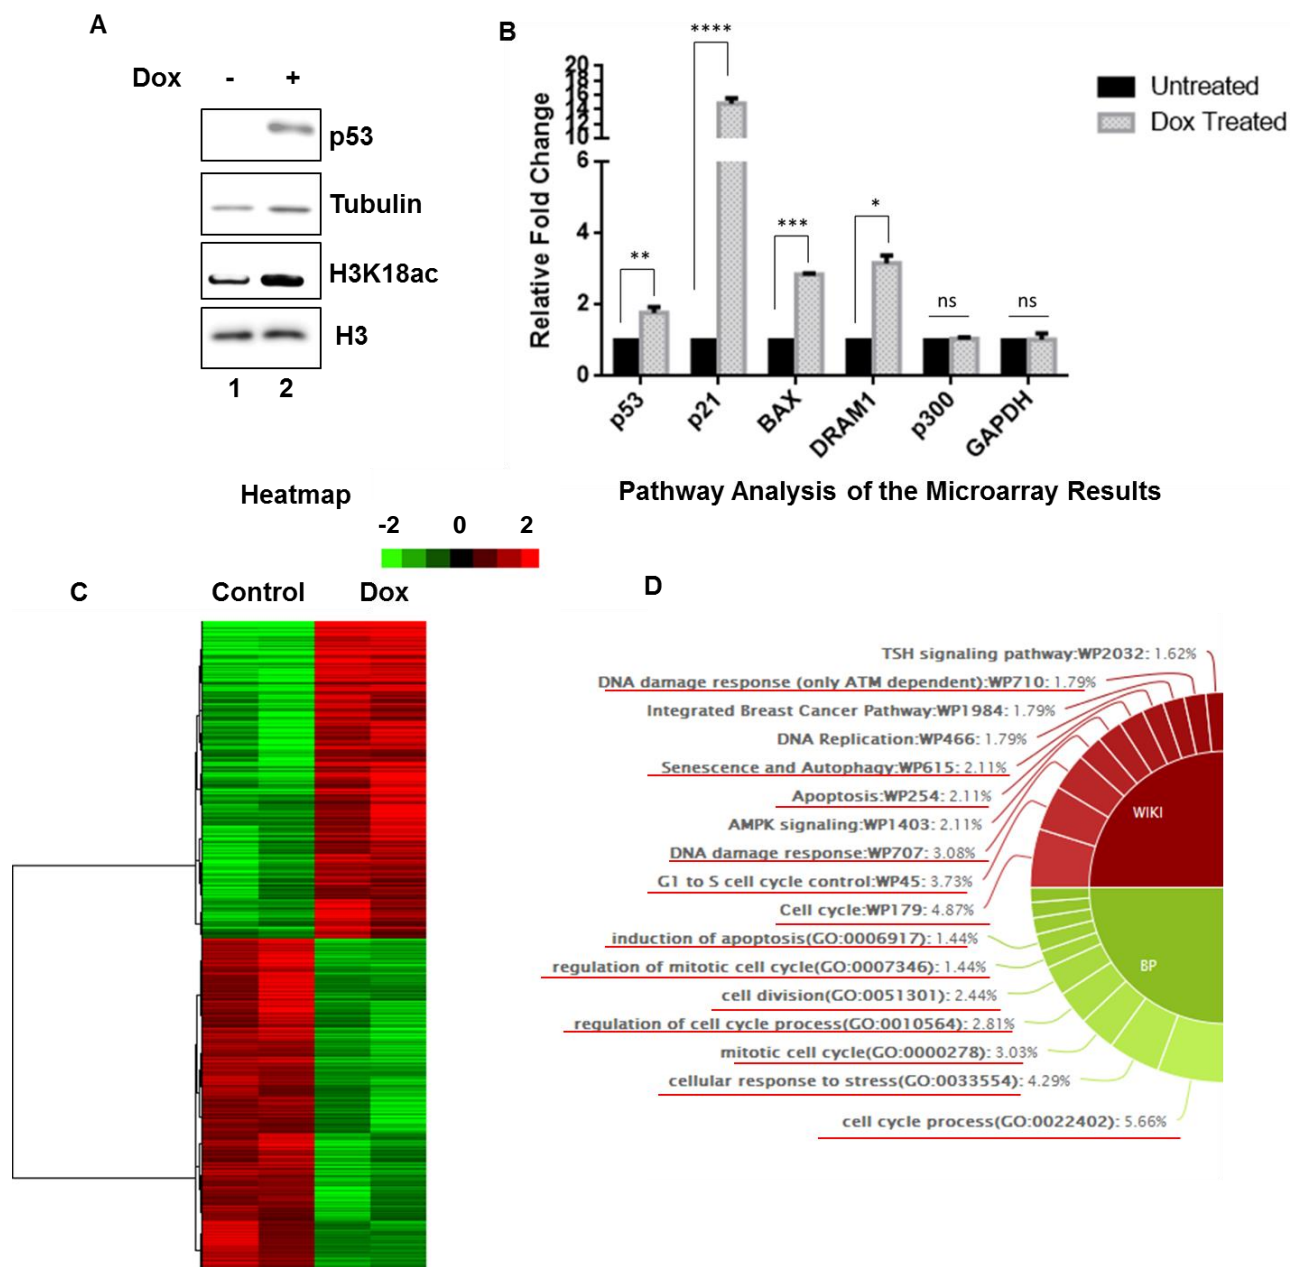 A
Dox - +
p53
Tubulin
H3K18ac
H3
1 2
B
Relative Fold Change
20
18
16
14
12
10
6
4
2
0
****
**
***
*
ns
ns
p53
p21
BAX
DRAM1
p300
GAPDH
Untreated
Dox Treated
Heatmap
-2 0 2
C
Control Dox
Pathway Analysis of the Microarray Results
D
TSH signaling pathway:WP2032: 1.62%
DNA damage response (only ATM dependent):WP710: 1.79%
Integrated Breast Cancer Pathway:WP1984: 1.79%
DNA Replication:WP466: 1.79%
Senescence and Autophagy:WP615: 2.11%
Apoptosis:WP254: 2.11%
AMPK signaling:WP1403: 2.11%
DNA damage response:WP707: 3.08%
G1 to S cell cycle control:WP45: 3.73%
Cell cycle:WP179: 4.87%
induction of apoptosis(GO:0006917): 1.44%
regulation of mitotic cell cycle(GO:0007346): 1.44%
cell division(GO:0051301): 2.44%
regulation of cell cycle process(GO:0010564): 2.81%
mitotic cell cycle(GO:0000278): 3.03%
cellular response to stress(GO:0033554): 4.29%
cell cycle process(GO:0022402): 5.66%
WIKI
BP